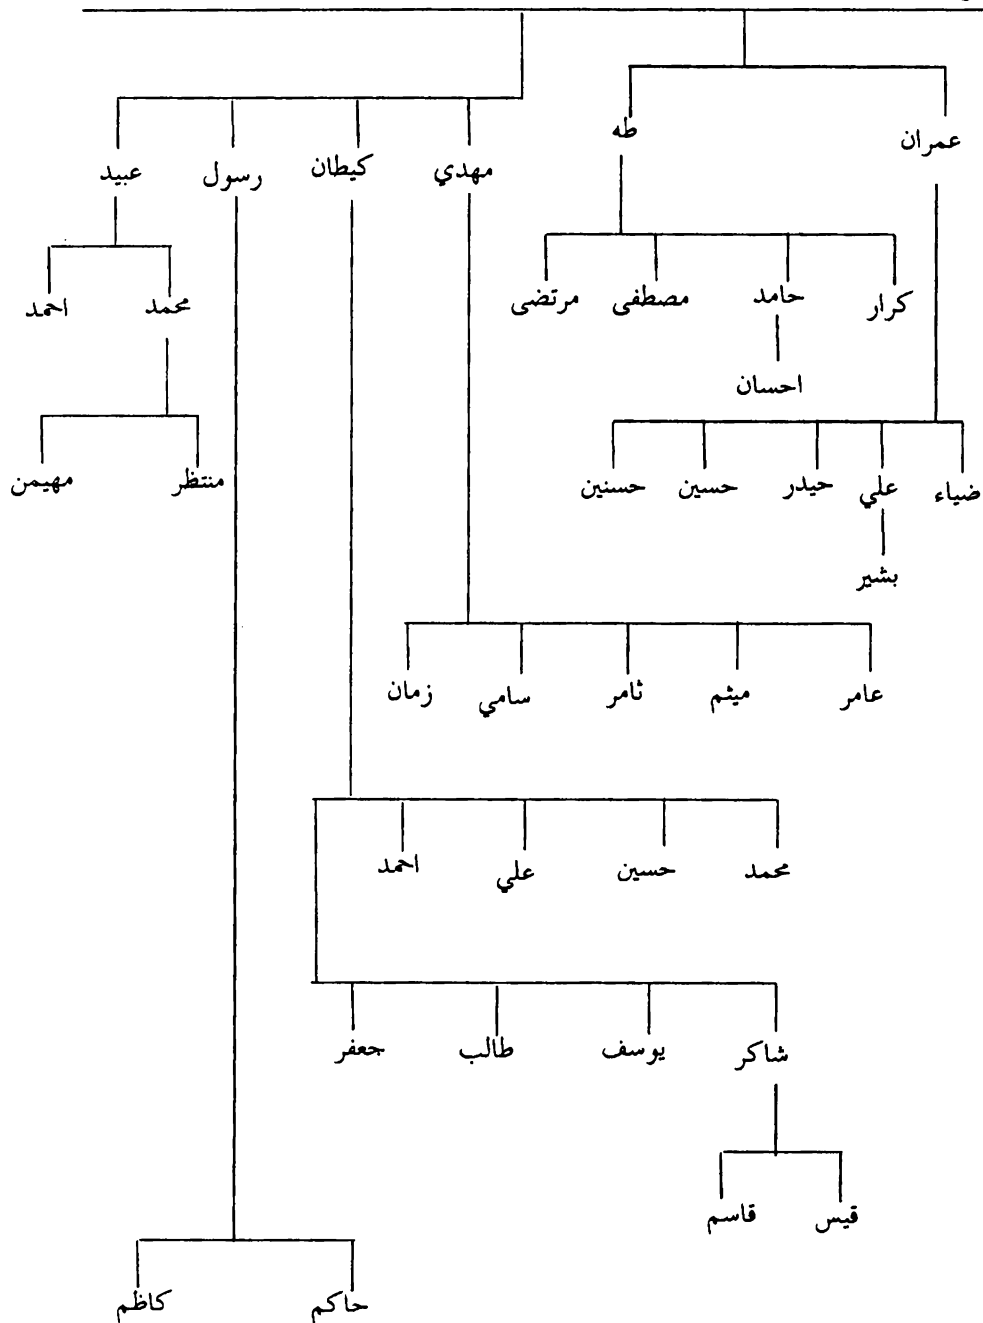 عمران
طه
مهدي
كيطان
رسول
عبيد
كرار
حامد
مصطفى
مرتضى
محمد
احمد
احسان
ضياء
علي
حيدر
حسين
حسنين
منتظر
مهيمن
بشير
عامر
ميثم
ثامر
سامي
زمان
محمد
حسين
علي
احمد
شاكر
يوسف
طالب
جعفر
قيس
قاسم
حاكم
كاظم